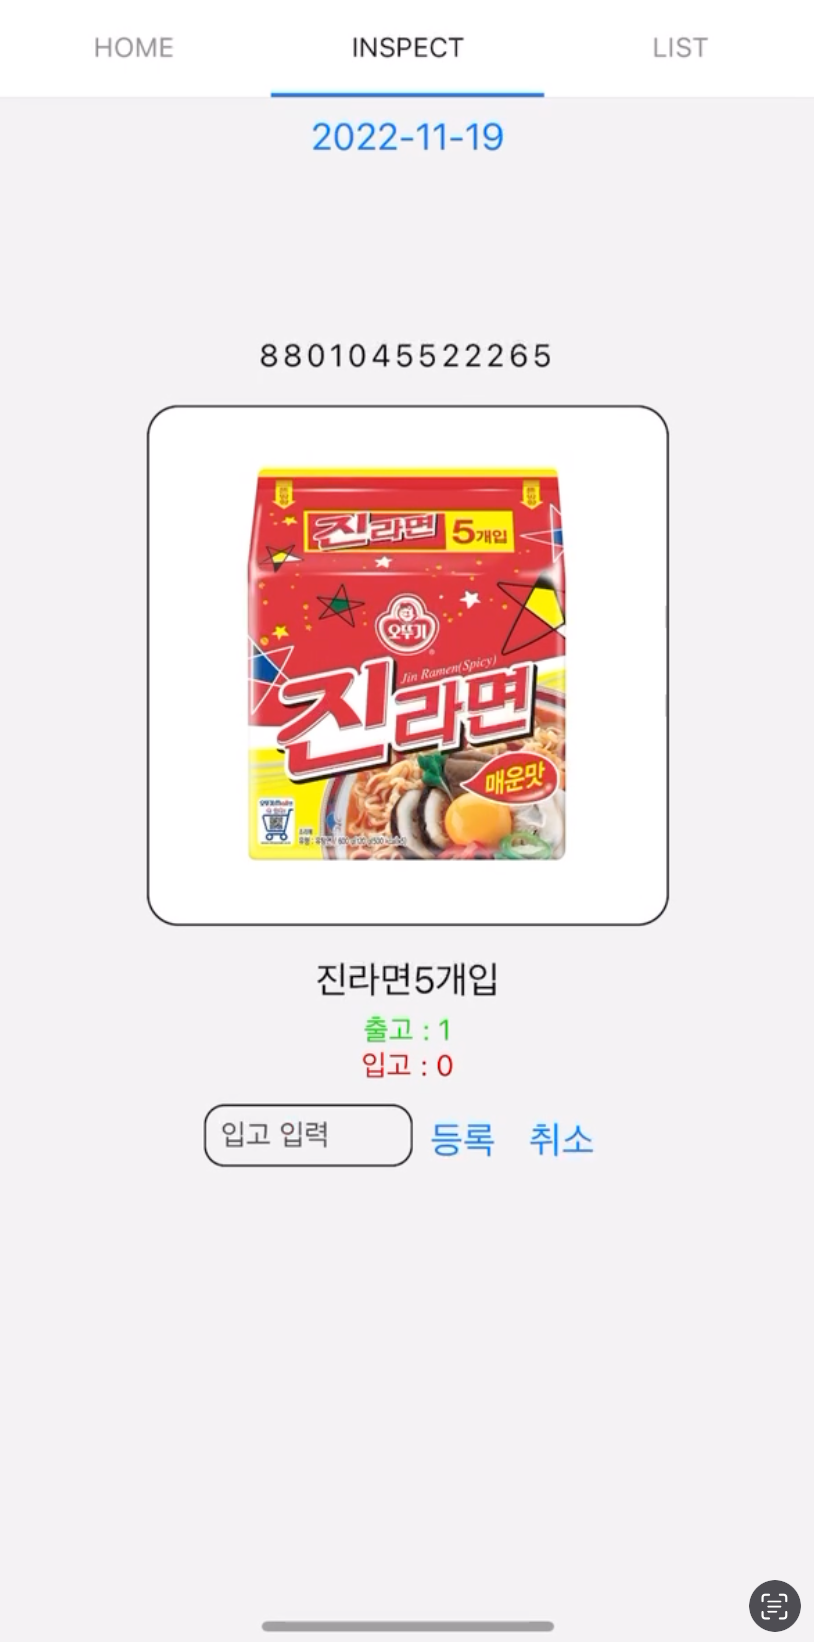 HOME INSPECT LIST
2022-11-19
8801045522265
진라면 5개입
오뚜기
Jin Ramen(Spicy)
진라면
매운맛
진라면5개입
출고 : 1
입고 : 0
입고 입력 등록 취소